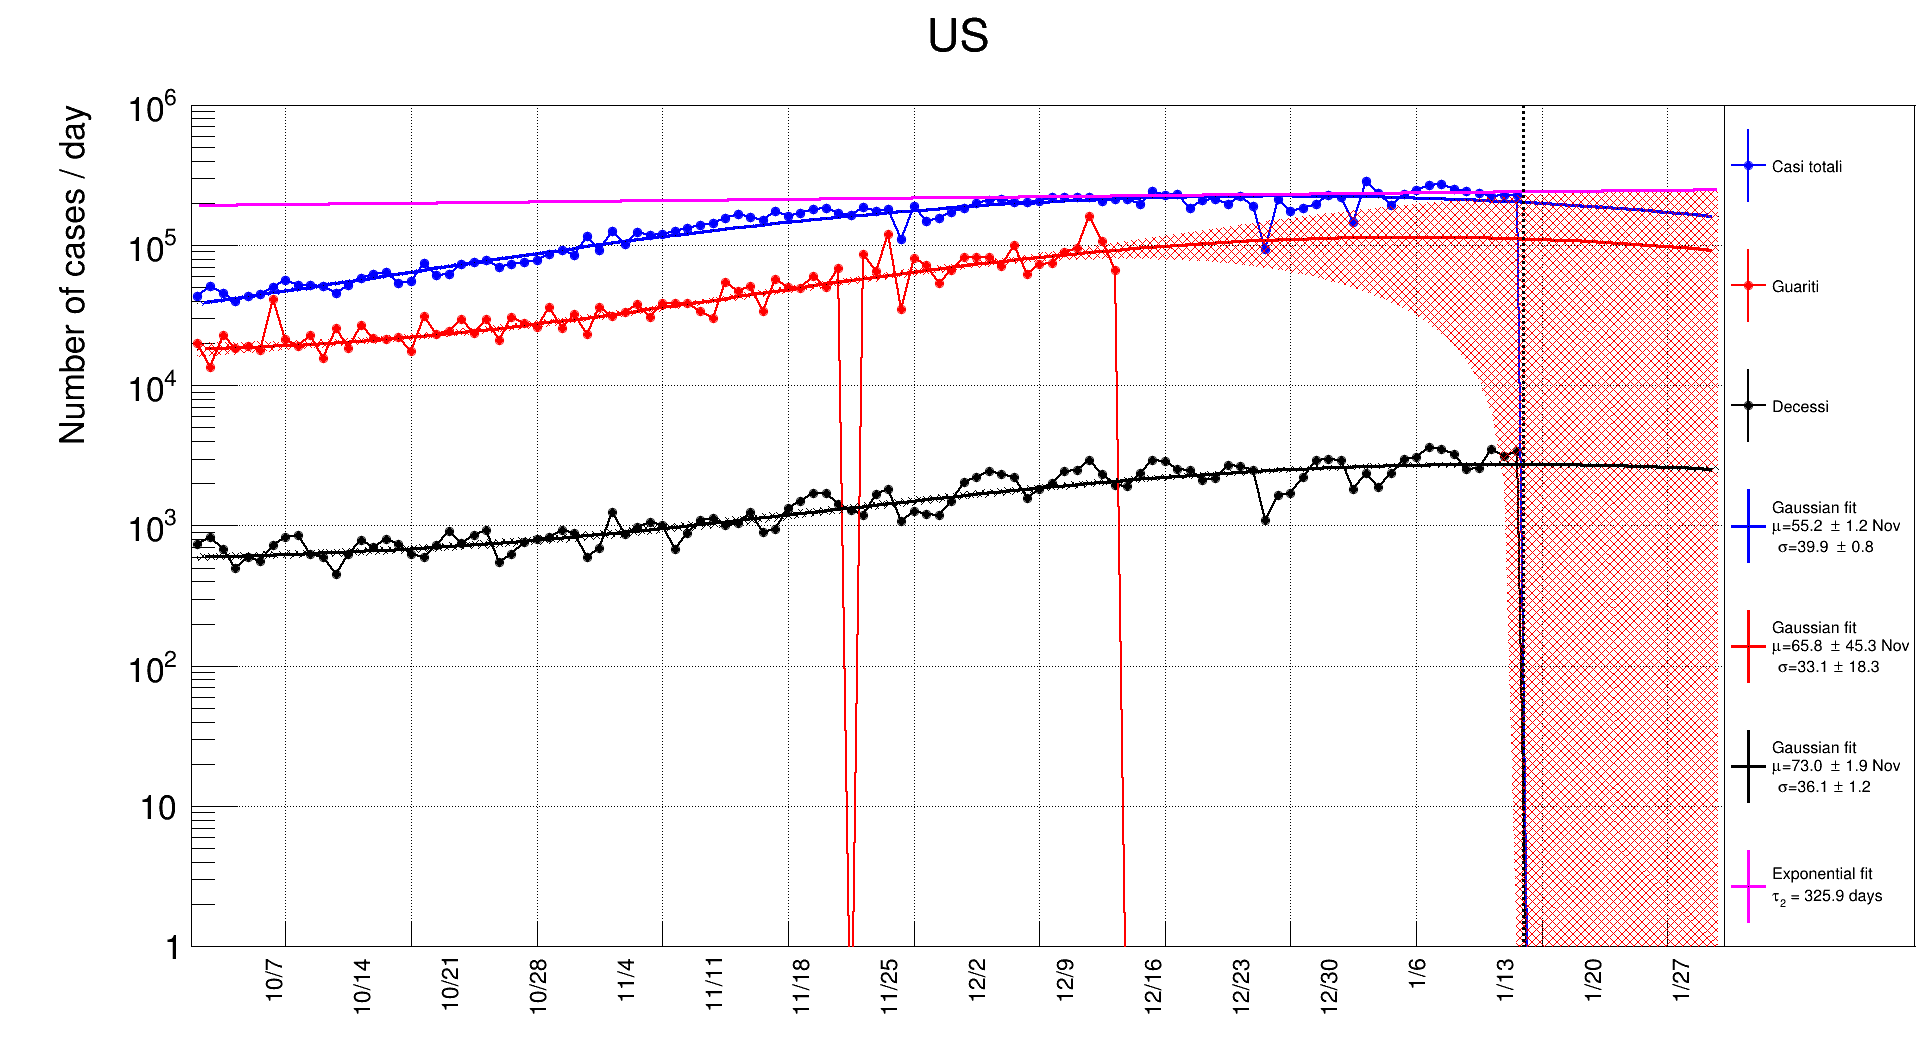 US
Number of cases / day
10^6
10^5
10^4
10^3
10^2
10
1
10/7
10/14
10/21
10/28
11/4
11/11
11/18
11/25
12/2
12/9
12/16
12/23
12/30
1/6
1/13
1/20
1/27
Casi totali
Guariti
Decessi
Gaussian fit
μ=55.2 ± 1.2 Nov
σ=39.9 ± 0.8
Gaussian fit
μ=65.8 ± 45.3 Nov
σ=33.1 ± 18.3
Gaussian fit
μ=73.0 ± 1.9 Nov
σ=36.1 ± 1.2
Exponential fit
τ₂ = 325.9 days